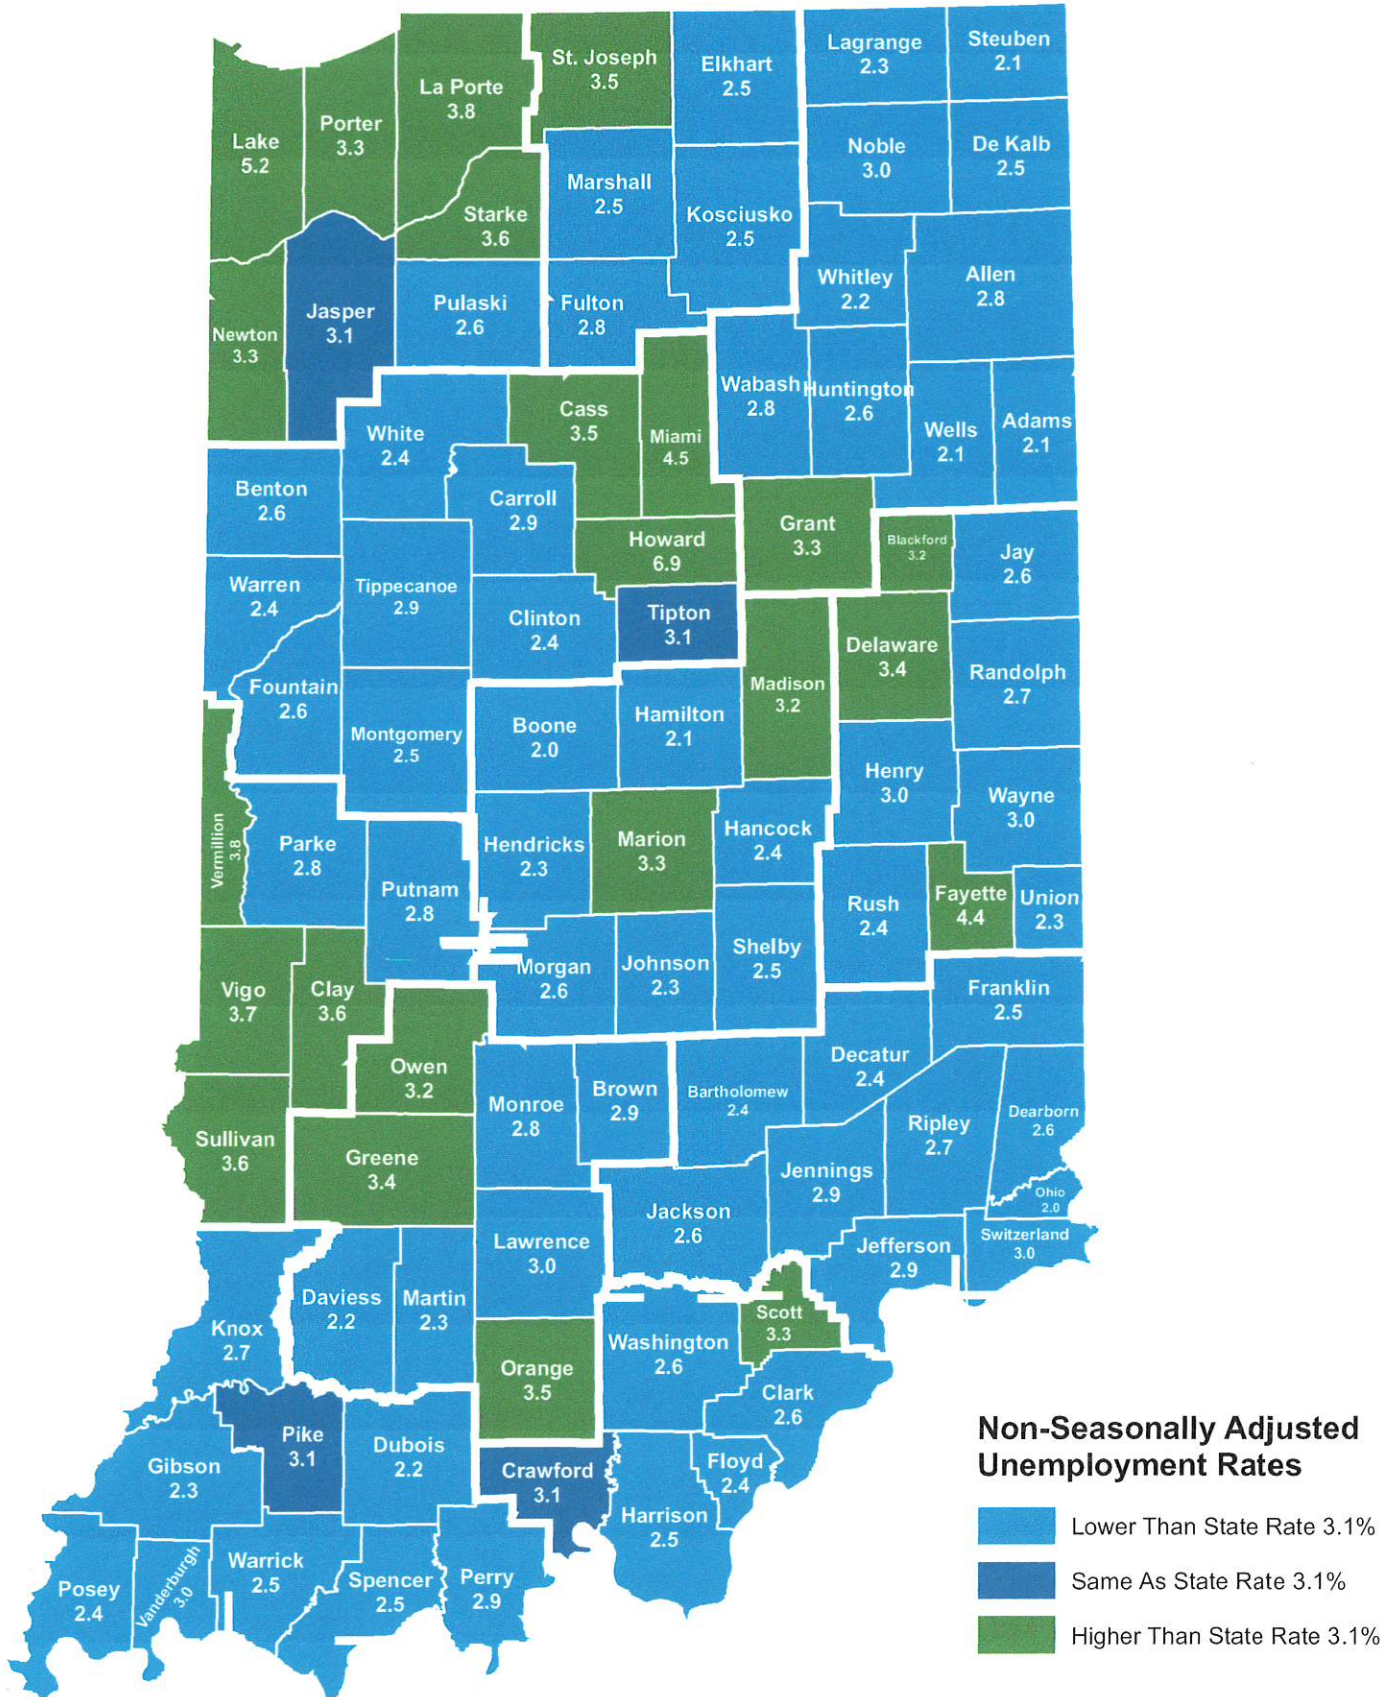 Lagrange
2.3
Steuben
2.1
St. Joseph
3.5
Elkhart
2.5
La Porte
3.8
Porter
3.3
Lake
5.2
Noble
3.0
De Kalb
2.5
Marshall
2.5
Kosciusko
2.5
Starke
3.6
Whitley
2.2
Allen
2.8
Jasper
3.1
Pulaski
2.6
Fulton
2.8
Newton
3.3
Wabash
2.8
Huntington
2.6
Wells
2.1
Adams
2.1
Cass
3.5
Miami
4.5
White
2.4
Benton
2.6
Carroll
2.9
Grant
3.3
Blackford
3.2
Jay
2.6
Howard
6.9
Warren
2.4
Tippecanoe
2.9
Clinton
2.4
Tipton
3.1
Delaware
3.4
Randolph
2.7
Madison
3.2
Fountain
2.6
Montgomery
2.5
Boone
2.0
Hamilton
2.1
Henry
3.0
Wayne
3.0
Vermillion
3.8
Parke
2.8
Putnam
2.8
Hendricks
2.3
Marion
3.3
Hancock
2.4
Rush
2.4
Fayette
4.4
Union
2.3
Vigo
3.7
Clay
3.6
Morgan
2.6
Johnson
2.3
Shelby
2.5
Franklin
2.5
Owen
3.2
Monroe
2.8
Brown
2.9
Bartholomew
2.4
Decatur
2.4
Ripley
2.7
Dearborn
2.6
Sullivan
3.6
Greene
3.4
Jennings
2.9
Ohio
2.0
Jackson
2.6
Lawrence
3.0
Jefferson
2.9
Switzerland
3.0
Knox
2.7
Daviess
2.2
Martin
2.3
Orange
3.5
Washington
2.6
Scott
3.3
Clark
2.6
Pike
3.1
Dubois
2.2
Gibson
2.3
Crawford
3.1
Floyd
2.4
Harrison
2.5
Posey
2.4
Vanderburgh
3.0
Warrick
2.5
Spencer
2.5
Perry
2.9
Non-Seasonally Adjusted
Unemployment Rates
Lower Than State Rate 3.1%
Same As State Rate 3.1%
Higher Than State Rate 3.1%